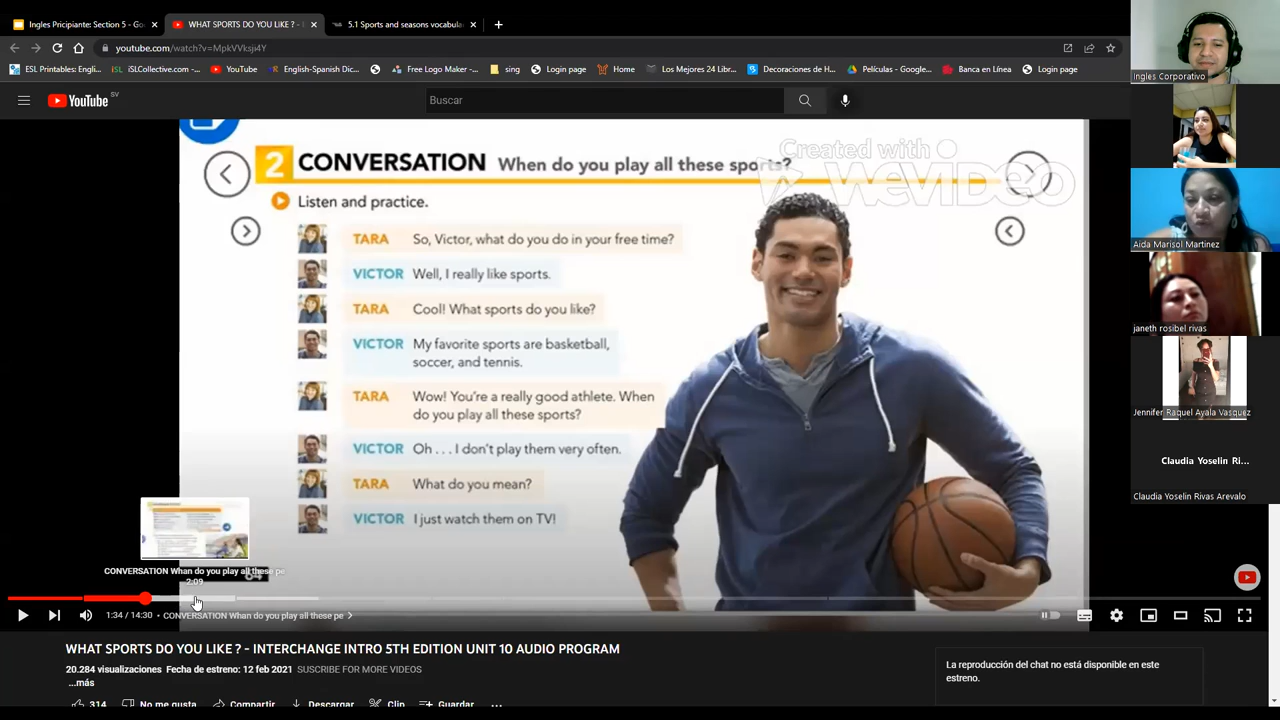 Ingles Pricipiante: Section 5 - Go
WHAT SPORTS DO YOU LIKE ? - I
5.1 Sports and seasons vocabula
youtube.com/watch?v=MpkVVksji4Y
ESL Printables: Engli...
iSLCollective.com -...
YouTube
English-Spanish Dic...
Free Logo Maker -...
sing
Login page
Home
Los Mejores 24 Libr...
Decoraciones de H...
Películas - Google...
Banca en Línea
Login page
YouTube SV
Buscar
Created with
WEVIDEO
2 CONVERSATION When do you play all these sports?
Listen and practice.
TARA So, Victor, what do you do in your free time?
VICTOR Well, I really like sports.
TARA Cool! What sports do you like?
VICTOR My favorite sports are basketball,
soccer, and tennis.
TARA Wow! You're a really good athlete. When
do you play all these sports?
VICTOR Oh . . . I don't play them very often.
TARA What do you mean?
VICTOR I just watch them on TV!
CONVERSATION Whan do you play all these pe
2:09
1:34 / 14:30 • CONVERSATION Whan do you play all these pe
WHAT SPORTS DO YOU LIKE ? - INTERCHANGE INTRO 5TH EDITION UNIT 10 AUDIO PROGRAM
20.284 visualizaciones Fecha de estreno: 12 feb 2021 SUSCRIBE FOR MORE VIDEOS
...más
314 No me gusta Compartir Descargar Clip Guardar ...
La reproducción del chat no está disponible en este
estreno.
Ingles Corporativo
Aida Marisol Martinez
janeth rosibel rivas
Jennifer Raquel Ayala Vasquez
Claudia Yoselin Ri...
Claudia Yoselin Rivas Arevalo